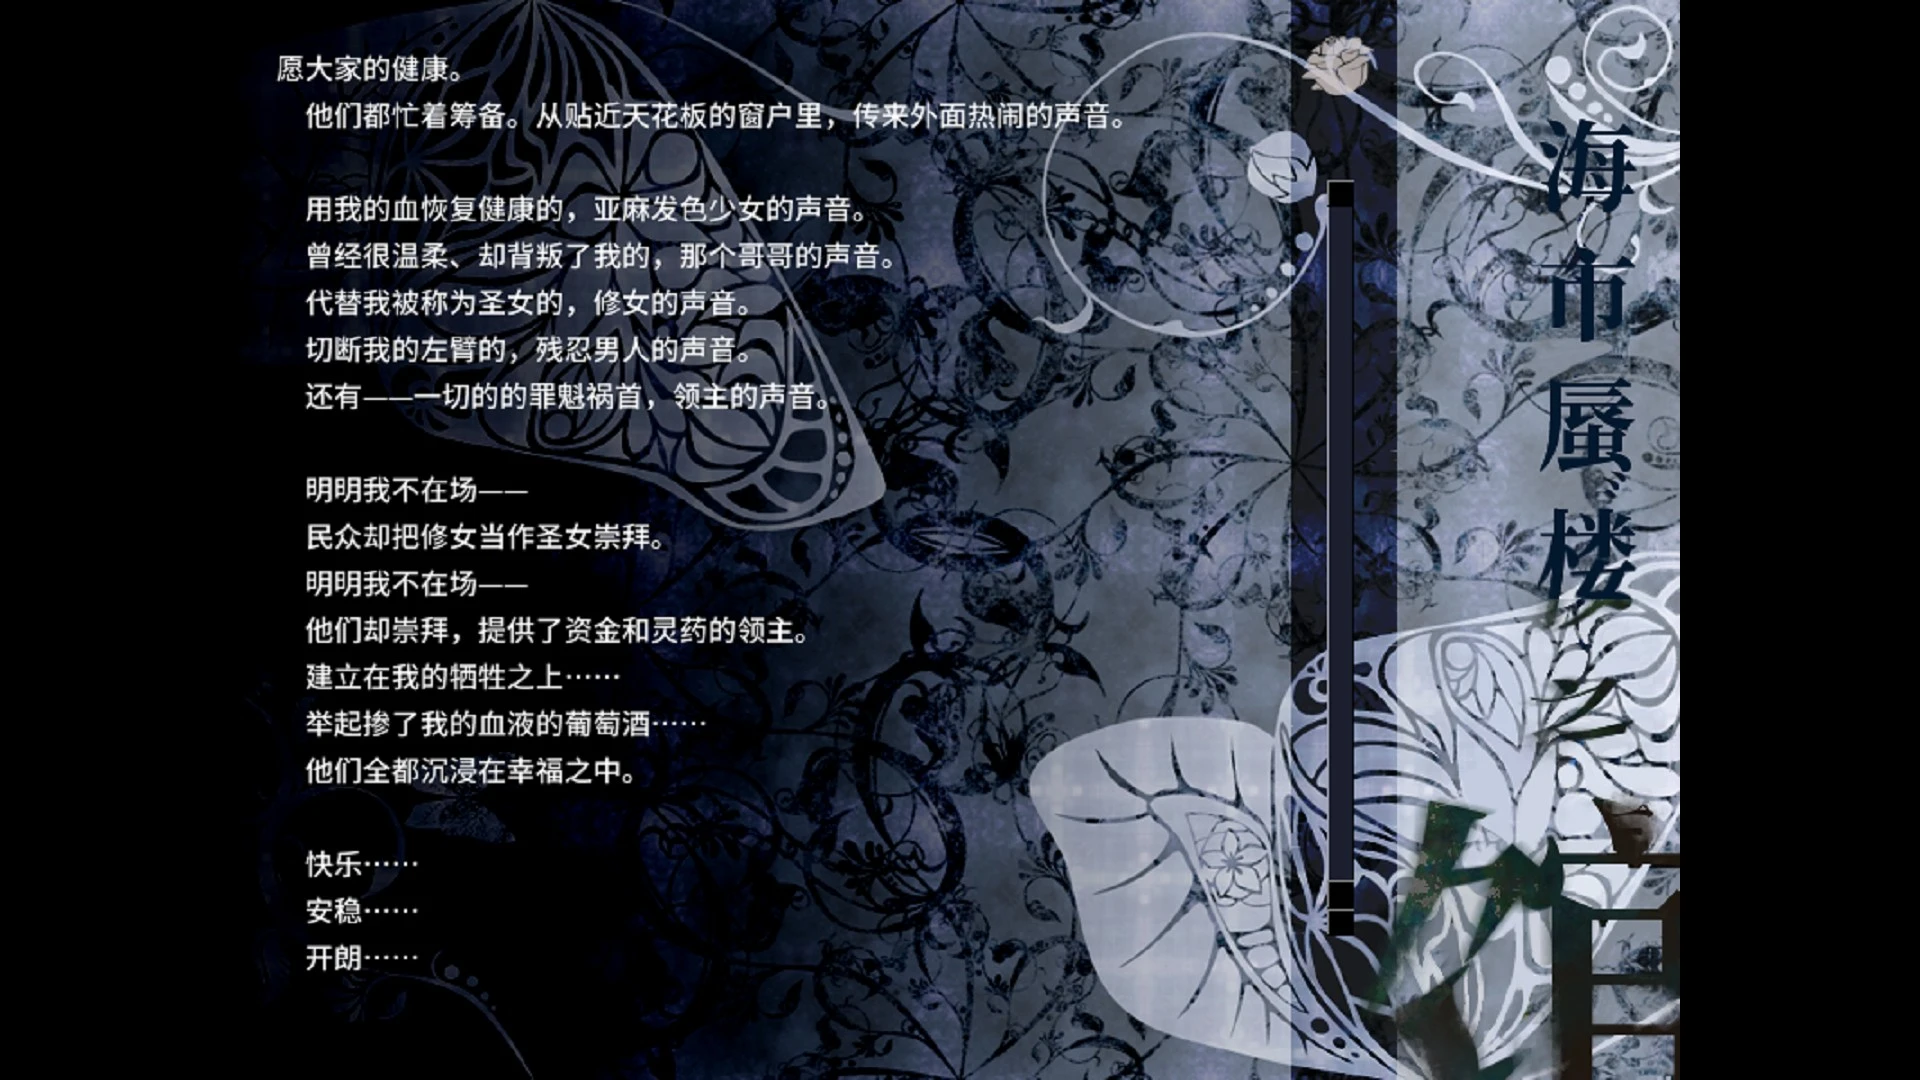 愿大家的健康。
他们都忙着筹备。从贴近天花板的窗户里，传来外面热闹的声音。
用我的血恢复健康的，亚麻发色少女的声音。
曾经很温柔、却背叛了我的，那个哥哥的声音。
代替我被称为圣女的，修女的声音。
切断我的左臂的，残忍男人的声音。
还有——一切的的罪魁祸首，领主的声音。
明明我不在场——
民众却把修女当作圣女崇拜。
明明我不在场——
他们却崇拜，提供了资金和灵药的领主。
建立在我的牺牲之上……
举起掺了我的血液的葡萄酒……
他们全都沉浸在幸福之中。
快乐……
安稳……
开朗……
海市蜃楼之馆